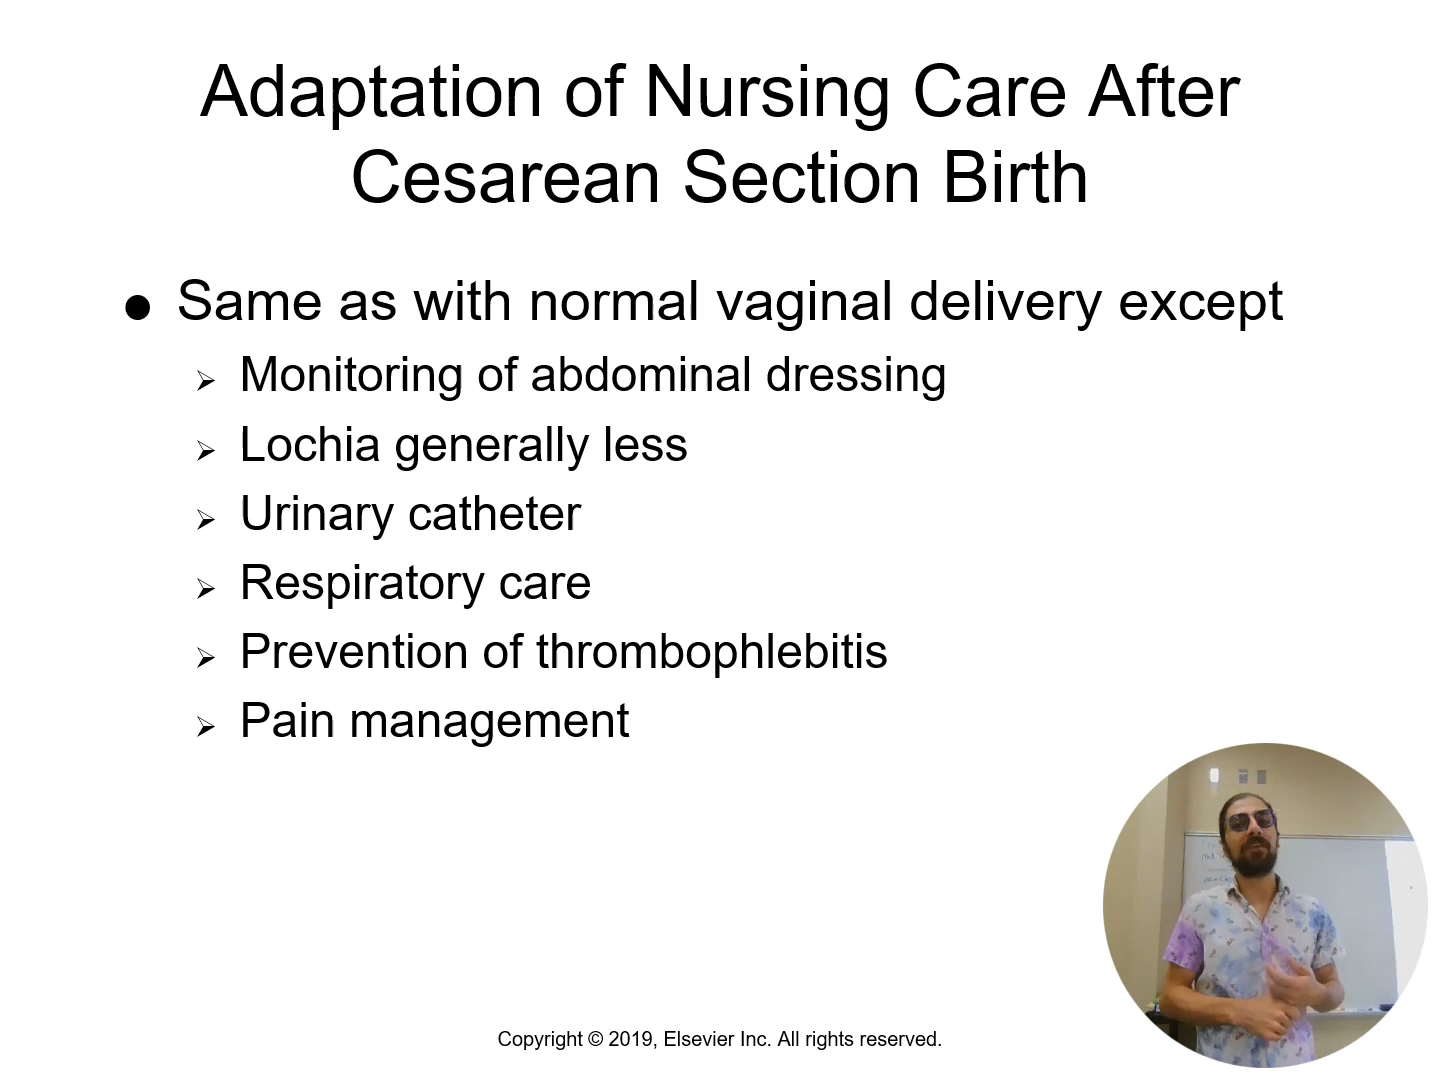 Adaptation of Nursing Care After
Cesarean Section Birth
● Same as with normal vaginal delivery except
➢ Monitoring of abdominal dressing
➢ Lochia generally less
➢ Urinary catheter
➢ Respiratory care
➢ Prevention of thrombophlebitis
➢ Pain management
Copyright © 2019, Elsevier Inc. All rights reserved.